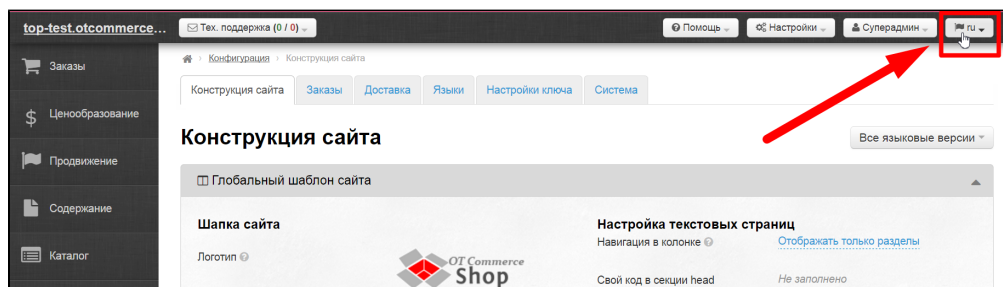 top-test.otcommerce...
Тех. поддержка (0 / 0)
Помощь
Настройки
Суперадмин
ru
Заказы
Ценообразование
Продвижение
Содержание
Каталог
Конфигурация > Конструкция сайта
Конструкция сайта Заказы Доставка Языки Настройки ключа Система
Конструкция сайта
Все языковые версии
Глобальный шаблон сайта
Шапка сайта
Логотип
OT Commerce
Shop
Настройка текстовых страниц
Навигация в колонке Отображать только разделы
Свой код в секции head Не заполнено